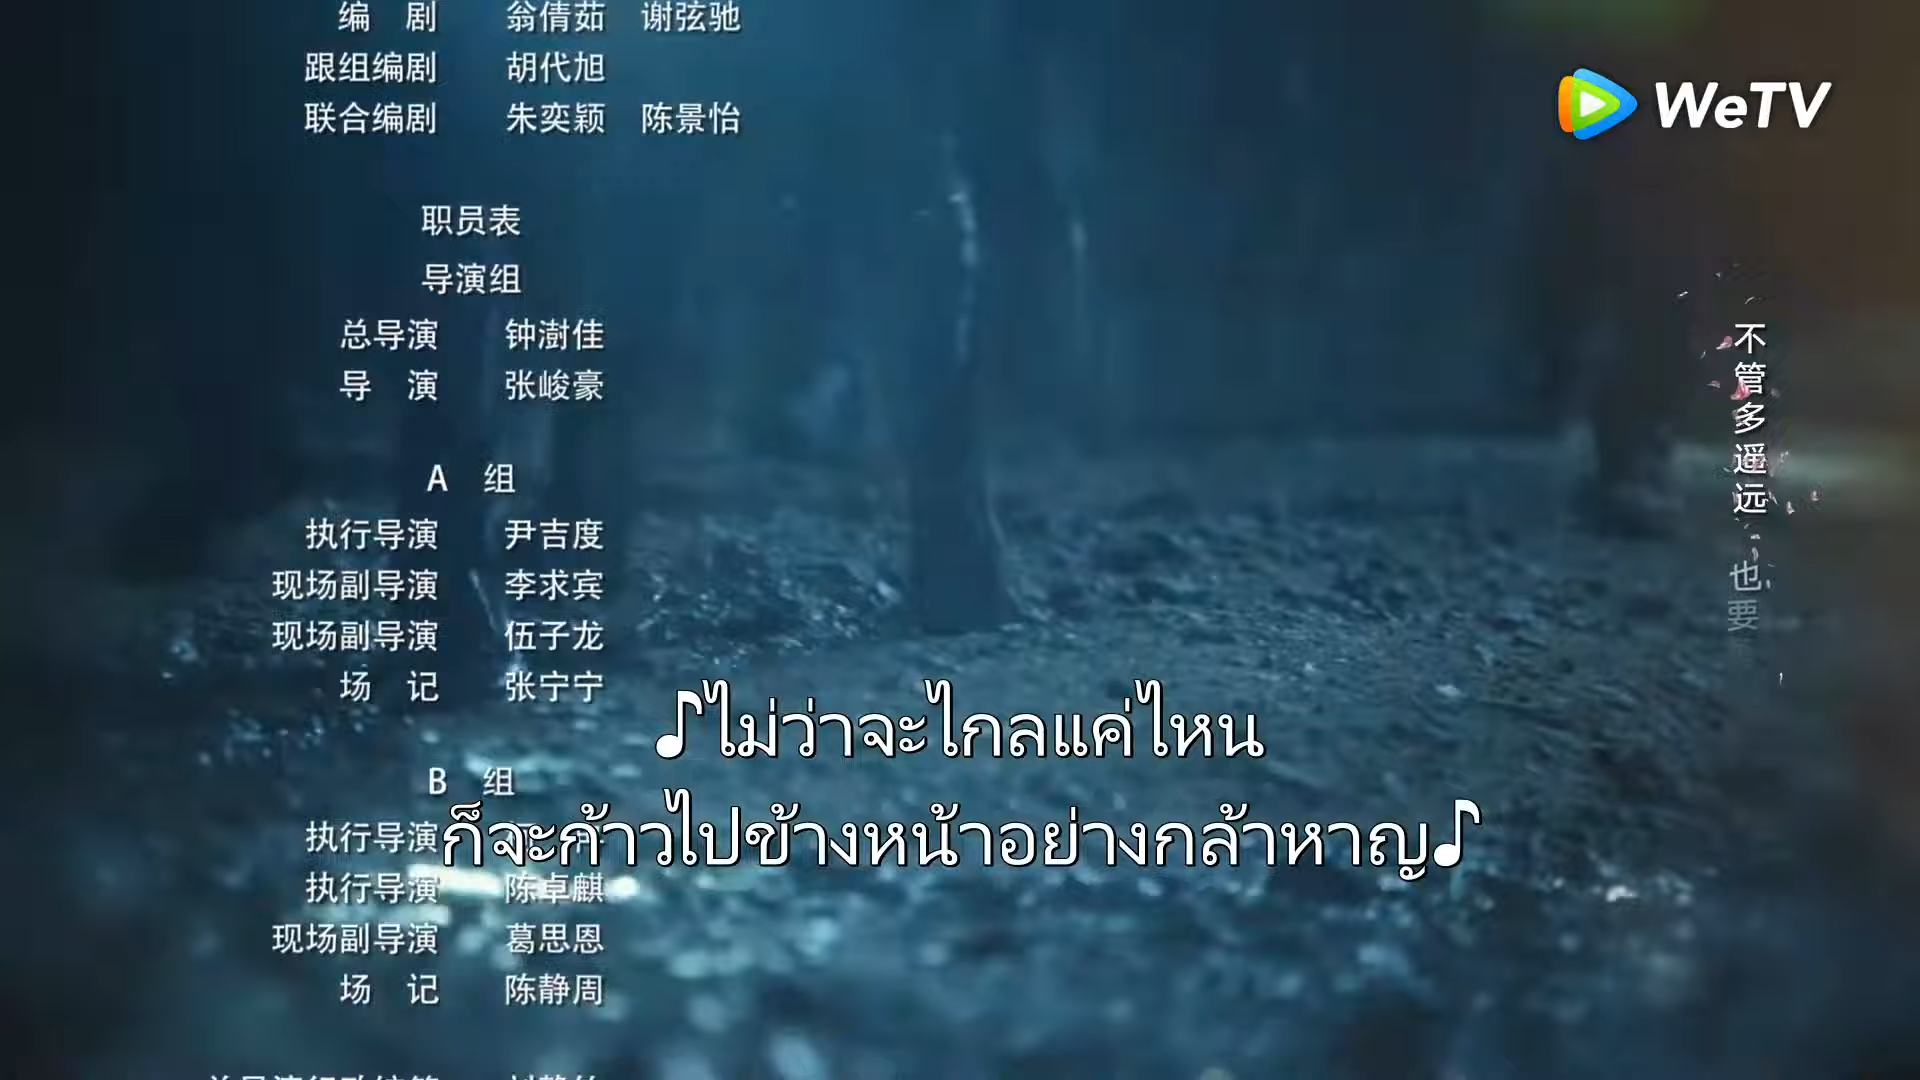 编 剧 翁倩茹 谢弦驰
跟组编剧 胡代旭
联合编剧 朱奕颖 陈景怡
WeTV
职员表
导演组
总导演 钟澍佳
导 演 张峻豪
A 组
执行导演 尹吉度
现场副导演 李求宾
现场副导演 伍子龙
场 记 张宁宁
B 组
执行导演
执行导演 陈卓麒
现场副导演 葛思恩
场 记 陈静周
不管多遥远
也要
♪ไม่ว่าจะไกลแค่ไหน
ก็จะก้าวไปข้างหน้าอย่างกล้าหาญ♪